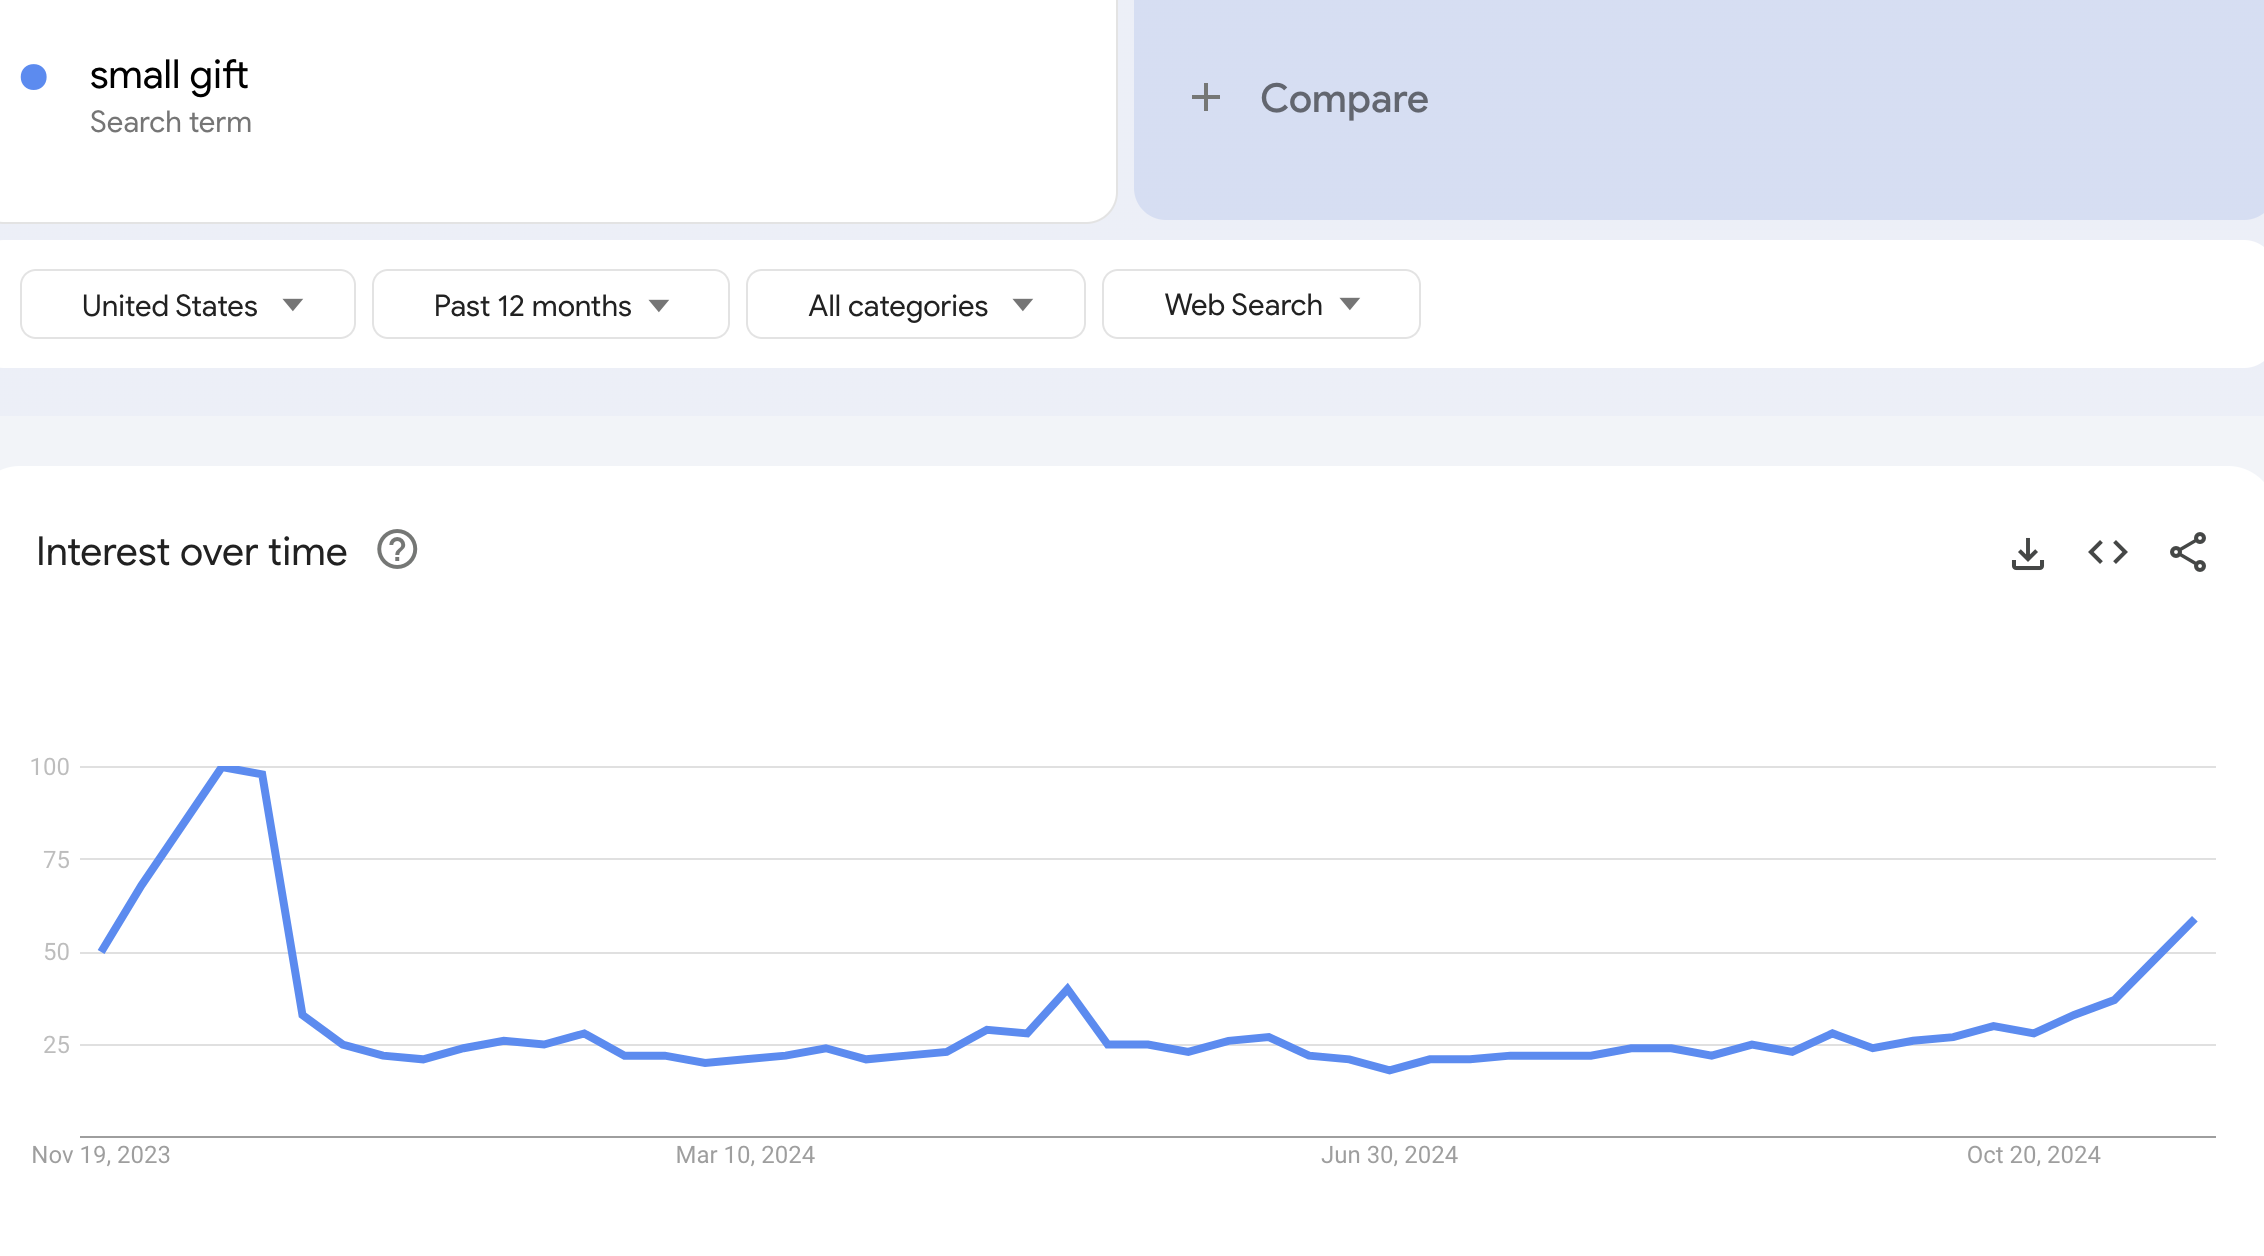 small gift
Search term
+ Compare
United States
Past 12 months
All categories
Web Search
Interest over time
100
75
50
25
Nov 19, 2023
Mar 10, 2024
Jun 30, 2024
Oct 20, 2024